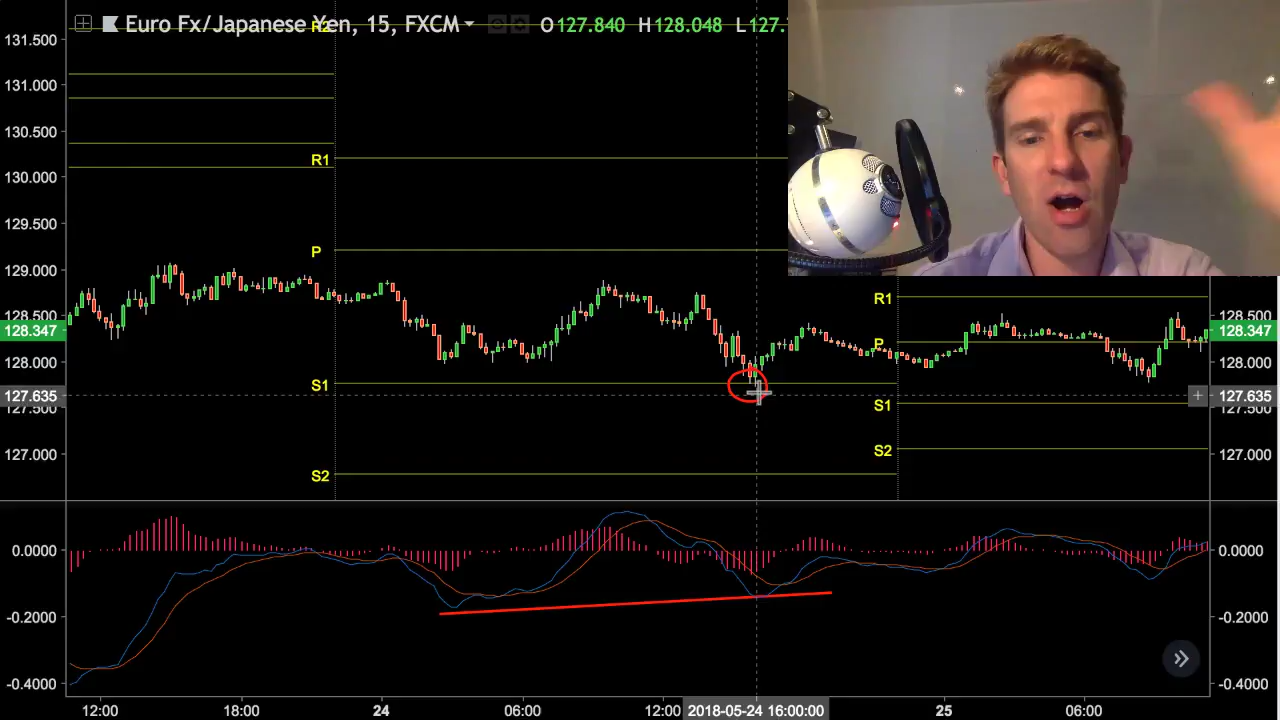 Euro Fx/Japanese Yen, 15, FXCM O127.840 H128.048 L127.
R2
131.500
131.000
130.500
130.000
129.500
129.000
128.500
128.347
128.000
127.635
127.500
127.000
R1
P
S1
S2
R1
P
S1
S2
128.500
128.347
128.000
127.635
127.500
127.000
0.0000
-0.2000
-0.4000
0.0000
-0.2000
-0.4000
12:00 18:00 24 06:00 12:00 2018-05-24 16:00:00 25 06:00